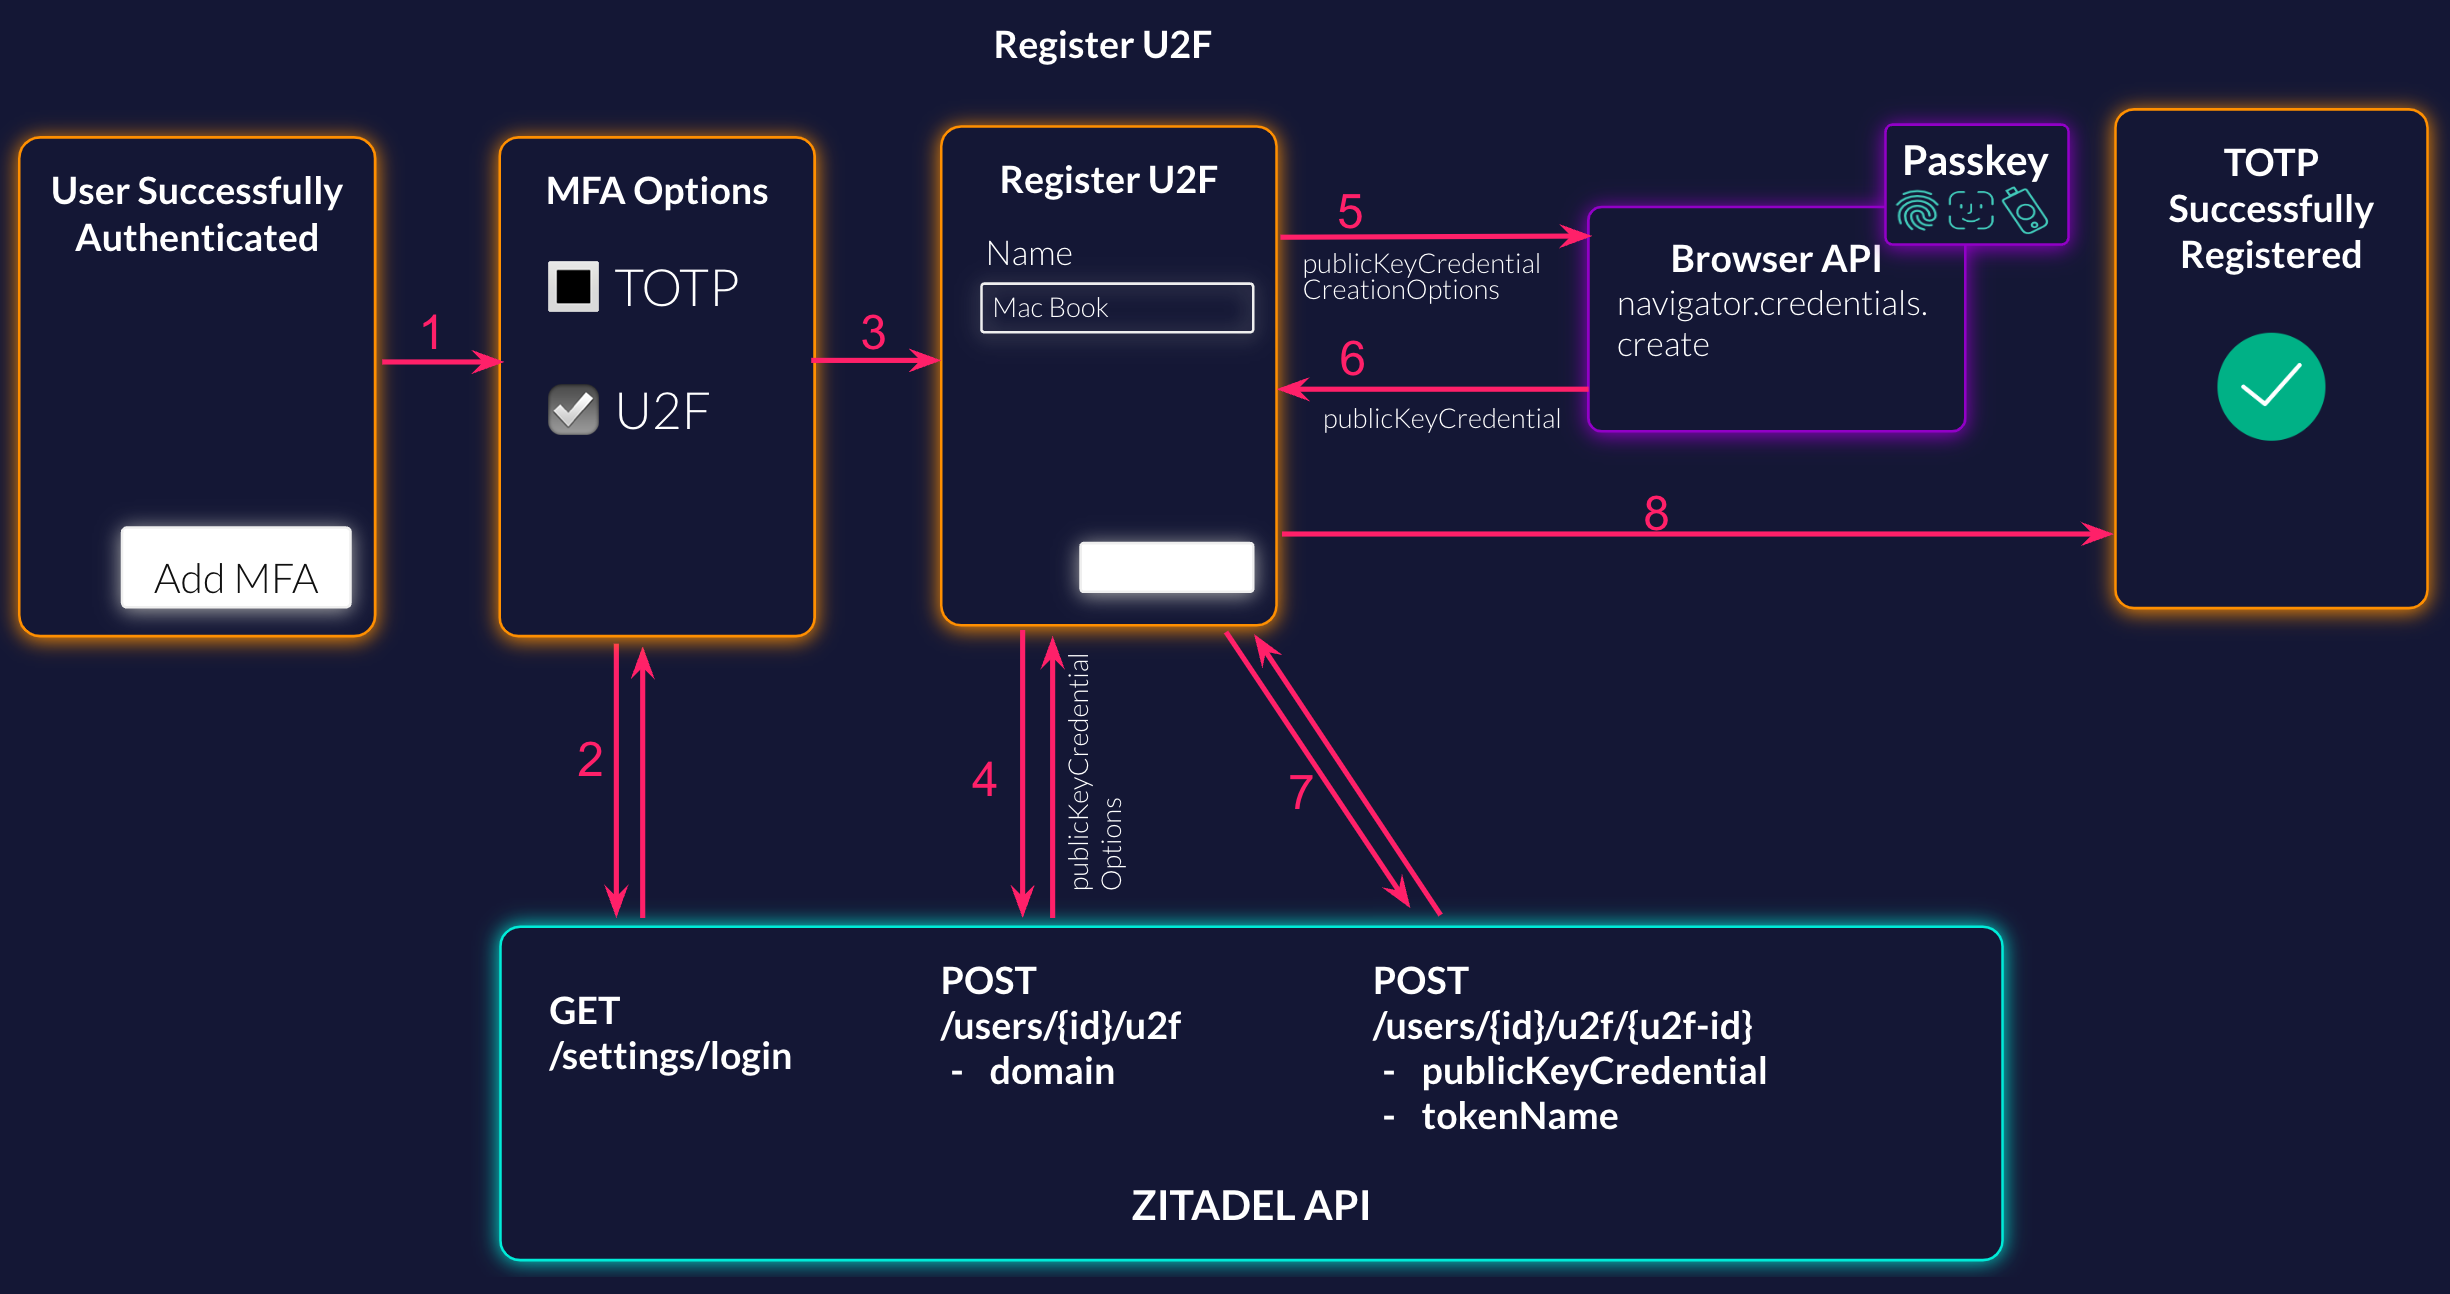 Register U2F
User Successfully
Authenticated
Add MFA
1
MFA Options
TOTP
U2F
2
3
Register U2F
Name
Mac Book
4
publicKeyCredential
Options
5
publicKeyCredential
CreationOptions
6
publicKeyCredential
Passkey
Browser API
navigator.credentials.
create
7
8
TOTP
Successfully
Registered
GET
/settings/login
POST
/users/{id}/u2f
- domain
POST
/users/{id}/u2f/{u2f-id}
- publicKeyCredential
- tokenName
ZITADEL API